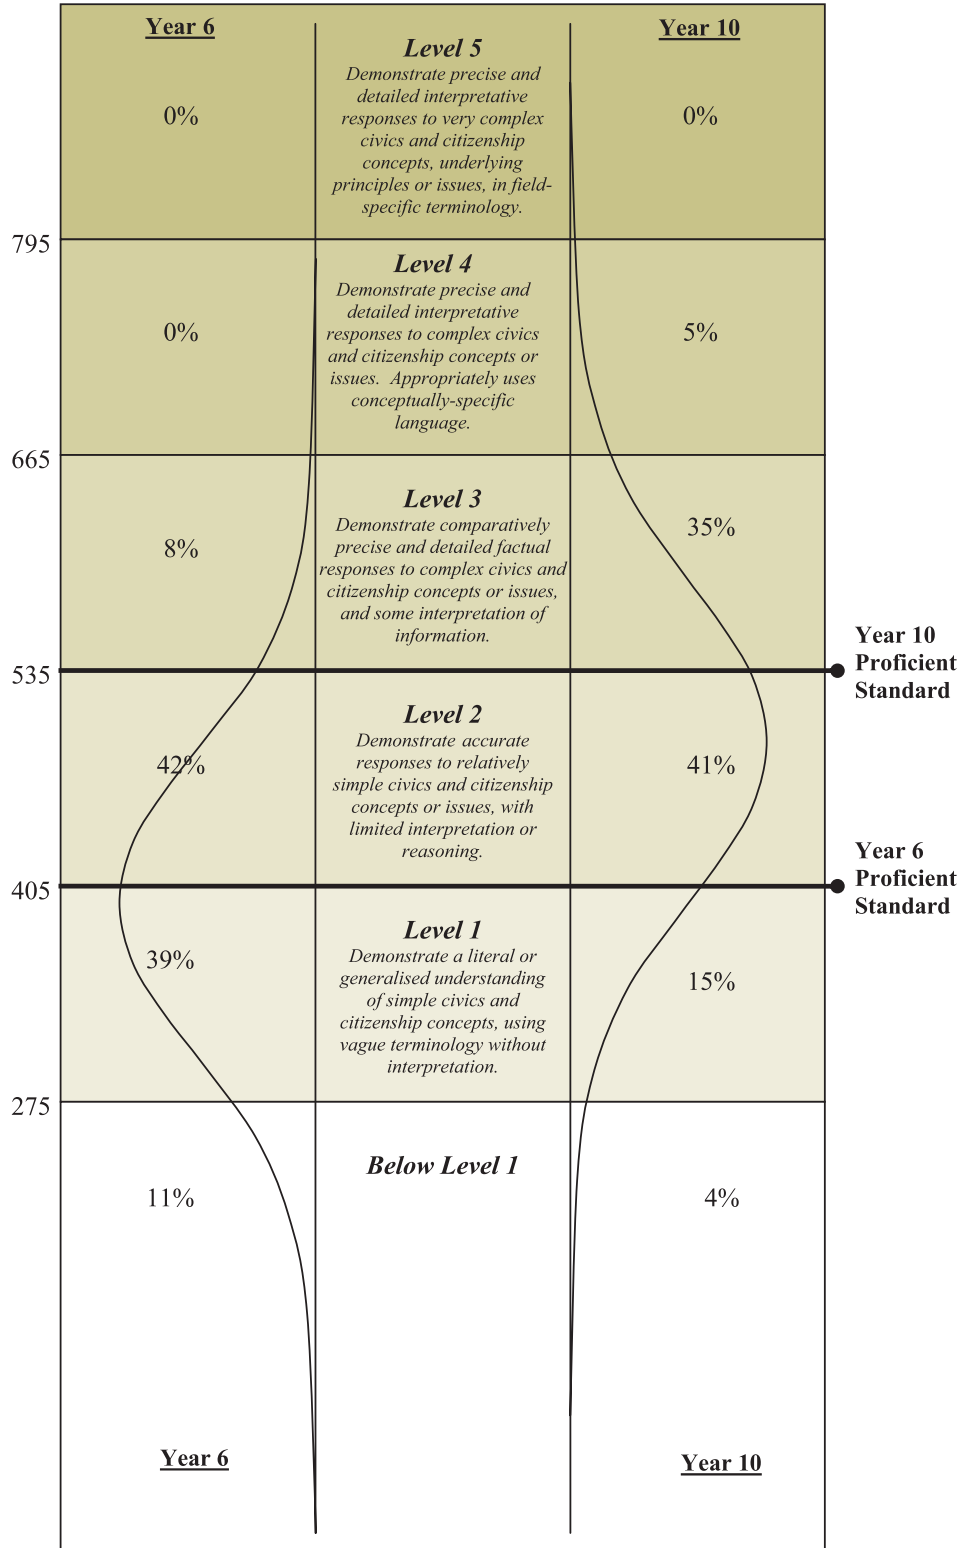 Year 6
Year 10
Level 5
Demonstrate precise and
detailed interpretative
responses to very complex
civics and citizenship
concepts, underlying
principles or issues, in field-
specific terminology.
0%
0%
795
Level 4
Demonstrate precise and
detailed interpretative
responses to complex civics
and citizenship concepts or
issues.  Appropriately uses
conceptually-specific
language.
0%
5%
665
Level 3
Demonstrate comparatively
precise and detailed factual
responses to complex civics and
citizenship concepts or issues,
and some interpretation of
information.
8%
35%
Year 10
Proficient
Standard
535
Level 2
Demonstrate accurate
responses to relatively
simple civics and citizenship
concepts or issues, with
limited interpretation or
reasoning.
42%
41%
Year 6
Proficient
Standard
405
Level 1
Demonstrate a literal or
generalised understanding
of simple civics and
citizenship concepts, using
vague terminology without
interpretation.
39%
15%
275
Below Level 1
11%
4%
Year 6
Year 10